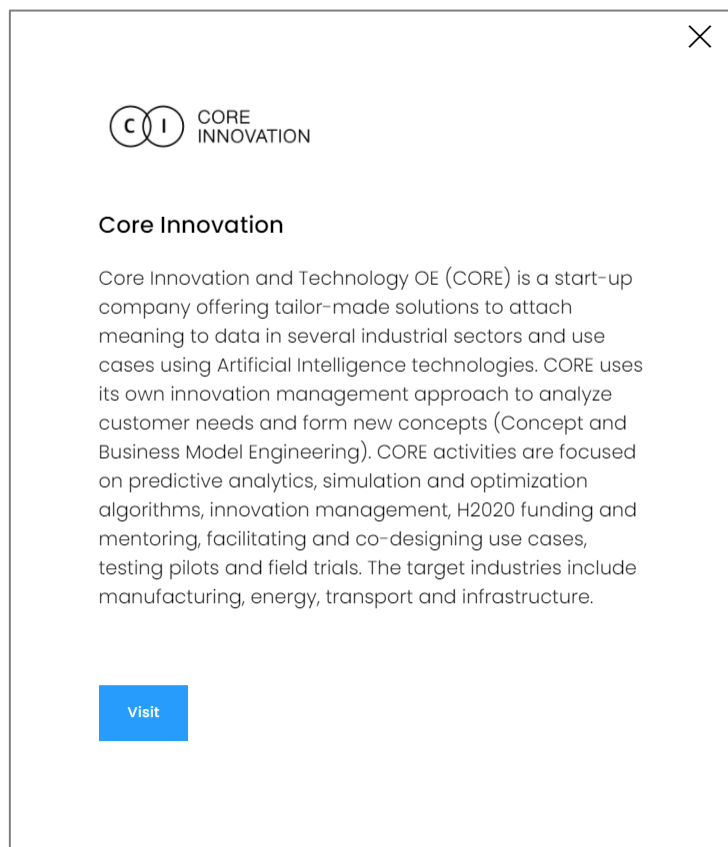 C I CORE
INNOVATION
Core Innovation
Core Innovation and Technology OE (CORE) is a start-up
company offering tailor-made solutions to attach
meaning to data in several industrial sectors and use
cases using Artificial Intelligence technologies. CORE uses
its own innovation management approach to analyze
customer needs and form new concepts (Concept and
Business Model Engineering). CORE activities are focused
on predictive analytics, simulation and optimization
algorithms, innovation management, H2020 funding and
mentoring, facilitating and co-designing use cases,
testing pilots and field trials. The target industries include
manufacturing, energy, transport and infrastructure.
Visit